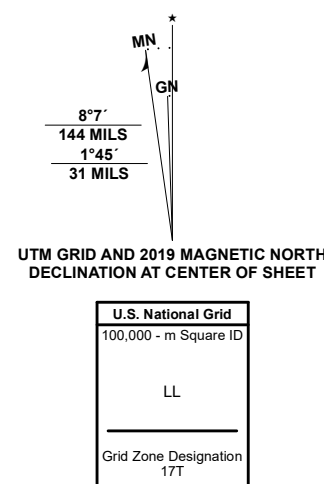 ★
MN
GN
8°7´
144 MILS
1°45´
31 MILS
UTM GRID AND 2019 MAGNETIC NORTH
DECLINATION AT CENTER OF SHEET
U.S. National Grid
100,000 - m Square ID
LL
Grid Zone Designation
17T